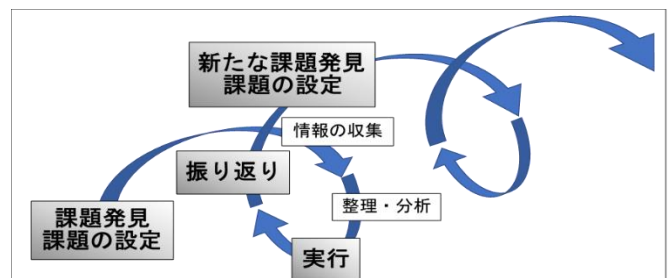 新たな課題発見
課題の設定
情報の収集
振り返り
整理・分析
課題発見
課題の設定
実行